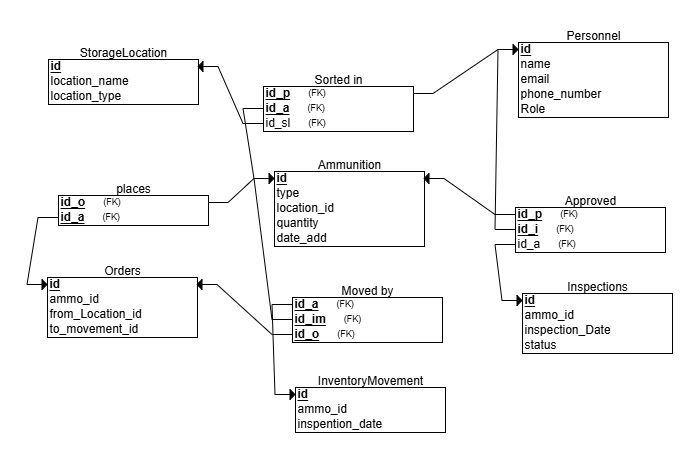 StorageLocation
id
location_name
location_type
Sorted in
id_p (FK)
id_a (FK)
id_sl (FK)
Personnel
id
name
email
phone_number
Role
places
id_o (FK)
id_a (FK)
Ammunition
id
type
location_id
quantity
date_add
Approved
id_p (FK)
id_i (FK)
id_a (FK)
Orders
id
ammo_id
from_Location_id
to_movement_id
Moved by
id_a (FK)
id_im (FK)
id_o (FK)
Inspections
id
ammo_id
inspection_Date
status
InventoryMovement
id
ammo_id
inspention_date